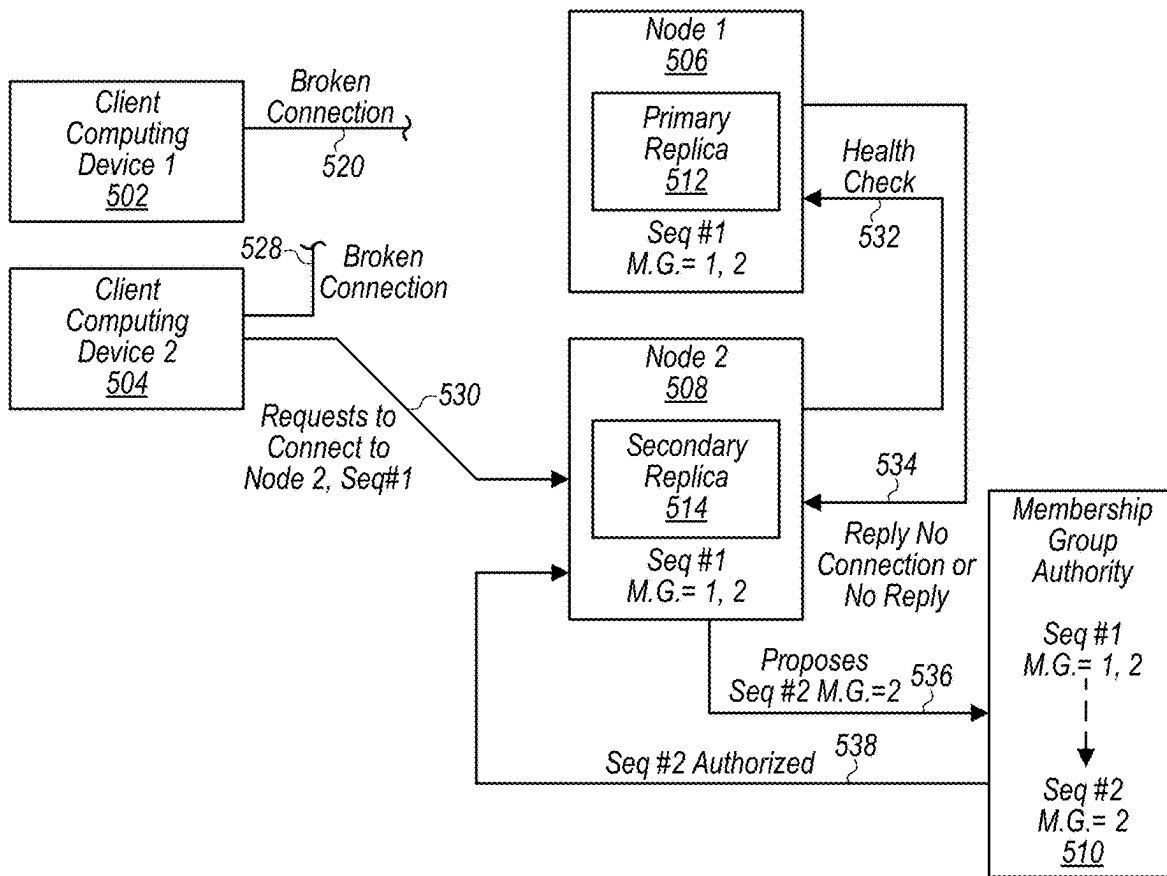 Client
Computing
Device 1
502
Broken
Connection
520
Node 1
506
Primary
Replica
512
Seq #1
M.G.= 1, 2
Health
Check
532
Client
Computing
Device 2
504
528
Broken
Connection
530
Requests to
Connect to
Node 2, Seq#1
Node 2
508
Secondary
Replica
514
Seq #1
M.G.= 1, 2
534
Reply No
Connection or
No Reply
Proposes
Seq #2 M.G.=2
536
Seq #2 Authorized
538
Membership
Group
Authority
Seq #1
M.G.= 1, 2
Seq #2
M.G.= 2
510